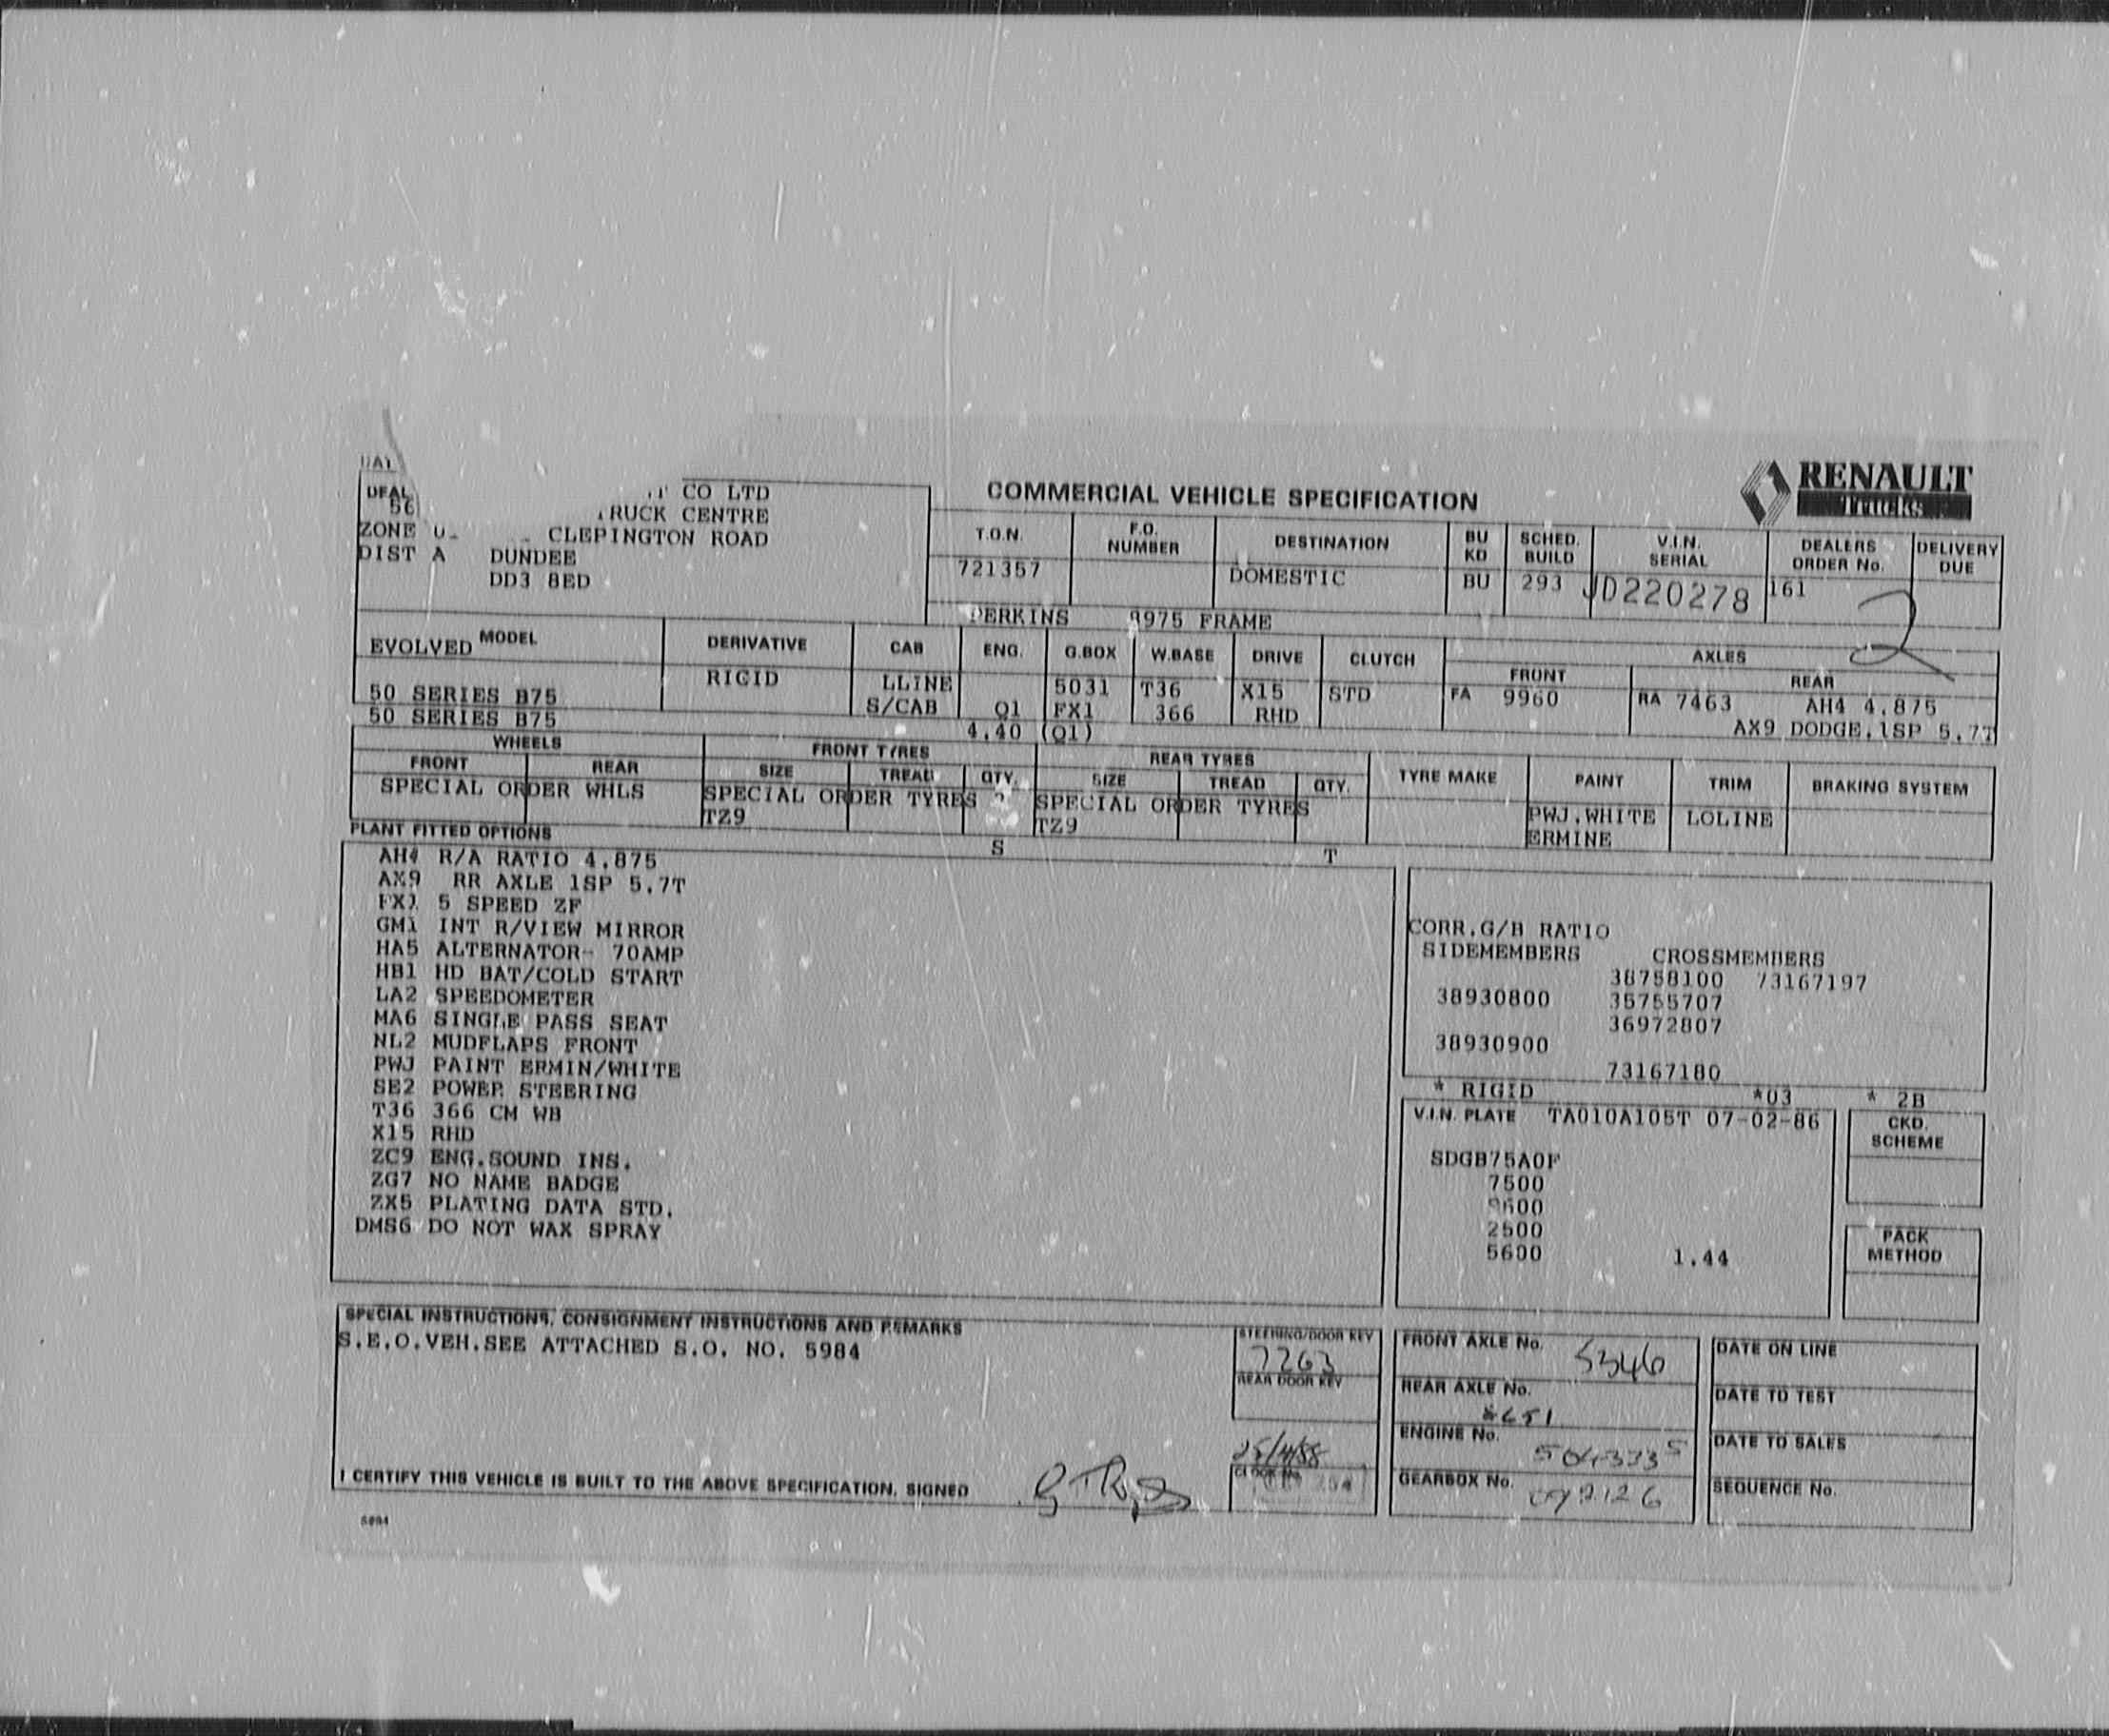 CO LTD
TRUCK CENTRE
ZONE CLEPINGTON ROAD
DIST A DUNDEE
DD3 8ED
COMMERCIAL VEHICLE SPECIFICATION
RENAULT
Trucks
T.O.N. F.O. NUMBER DESTINATION BU KD SCHED. BUILD V.I.N. SERIAL DEALERS ORDER No. DELIVERY DUE
721357 DOMESTIC BU 293 JD220278 161
2
PERKINS 9975 FRAME
EVOLVED MODEL DERIVATIVE CAB ENG. G.BOX W.BASE DRIVE CLUTCH AXLES
FRONT REAR
50 SERIES B75 RIGID LLINE 5031 T36 X15 STD FA 9960 RA 7463 AH4 4.875
50 SERIES B75 S/CAB Q1 FX1 366 RHD AX9 DODGE.1SP 5.7T
4.40 (Q1)
WHEELS FRONT TYRES REAR TYRES
FRONT REAR SIZE TREAD QTY. SIZE TREAD QTY. TYRE MAKE PAINT TRIM BRAKING SYSTEM
SPECIAL ORDER WHLS SPECIAL ORDER TYRES SPECIAL ORDER TYRES PWJ.WHITE LOLINE
TZ9 TZ9 ERMINE
PLANT FITTED OPTIONS S T
AH4 R/A RATIO 4.875
AX9 RR AXLE 1SP 5.7T
FX1 5 SPEED ZF
GM1 INT R/VIEW MIRROR
HA5 ALTERNATOR- 70AMP
HB1 HD BAT/COLD START
LA2 SPEEDOMETER
MA6 SINGLE PASS SEAT
NL2 MUDFLAPS FRONT
PWJ PAINT ERMIN/WHITE
SE2 POWER STEERING
T36 366 CM WB
X15 RHD
ZC9 ENG.SOUND INS.
ZG7 NO NAME BADGE
ZX5 PLATING DATA STD.
DMS6 DO NOT WAX SPRAY
CORR.G/B RATIO
SIDEMEMBERS CROSSMEMBERS
38758100 73167197
38930800 35755707
36972807
38930900
73167180
* RIGID *03 * 2B
V.I.N. PLATE TA010A105T 07-02-86
SDGB75A0F
7500
9600
2500
5600 1.44
CKD. SCHEME
PACK METHOD
SPECIAL INSTRUCTIONS, CONSIGNMENT INSTRUCTIONS AND REMARKS
S.E.O.VEH.SEE ATTACHED S.O. NO. 5984
I CERTIFY THIS VEHICLE IS BUILT TO THE ABOVE SPECIFICATION. SIGNED
STEERING/DOOR KEY
7263
REAR DOOR KEY
25/4/88
CLOCK No.
FRONT AXLE No. 5346
REAR AXLE No.
ENGINE No. 5043335
GEARBOX No. 092126
DATE ON LINE
DATE TO TEST
DATE TO SALES
SEQUENCE No.